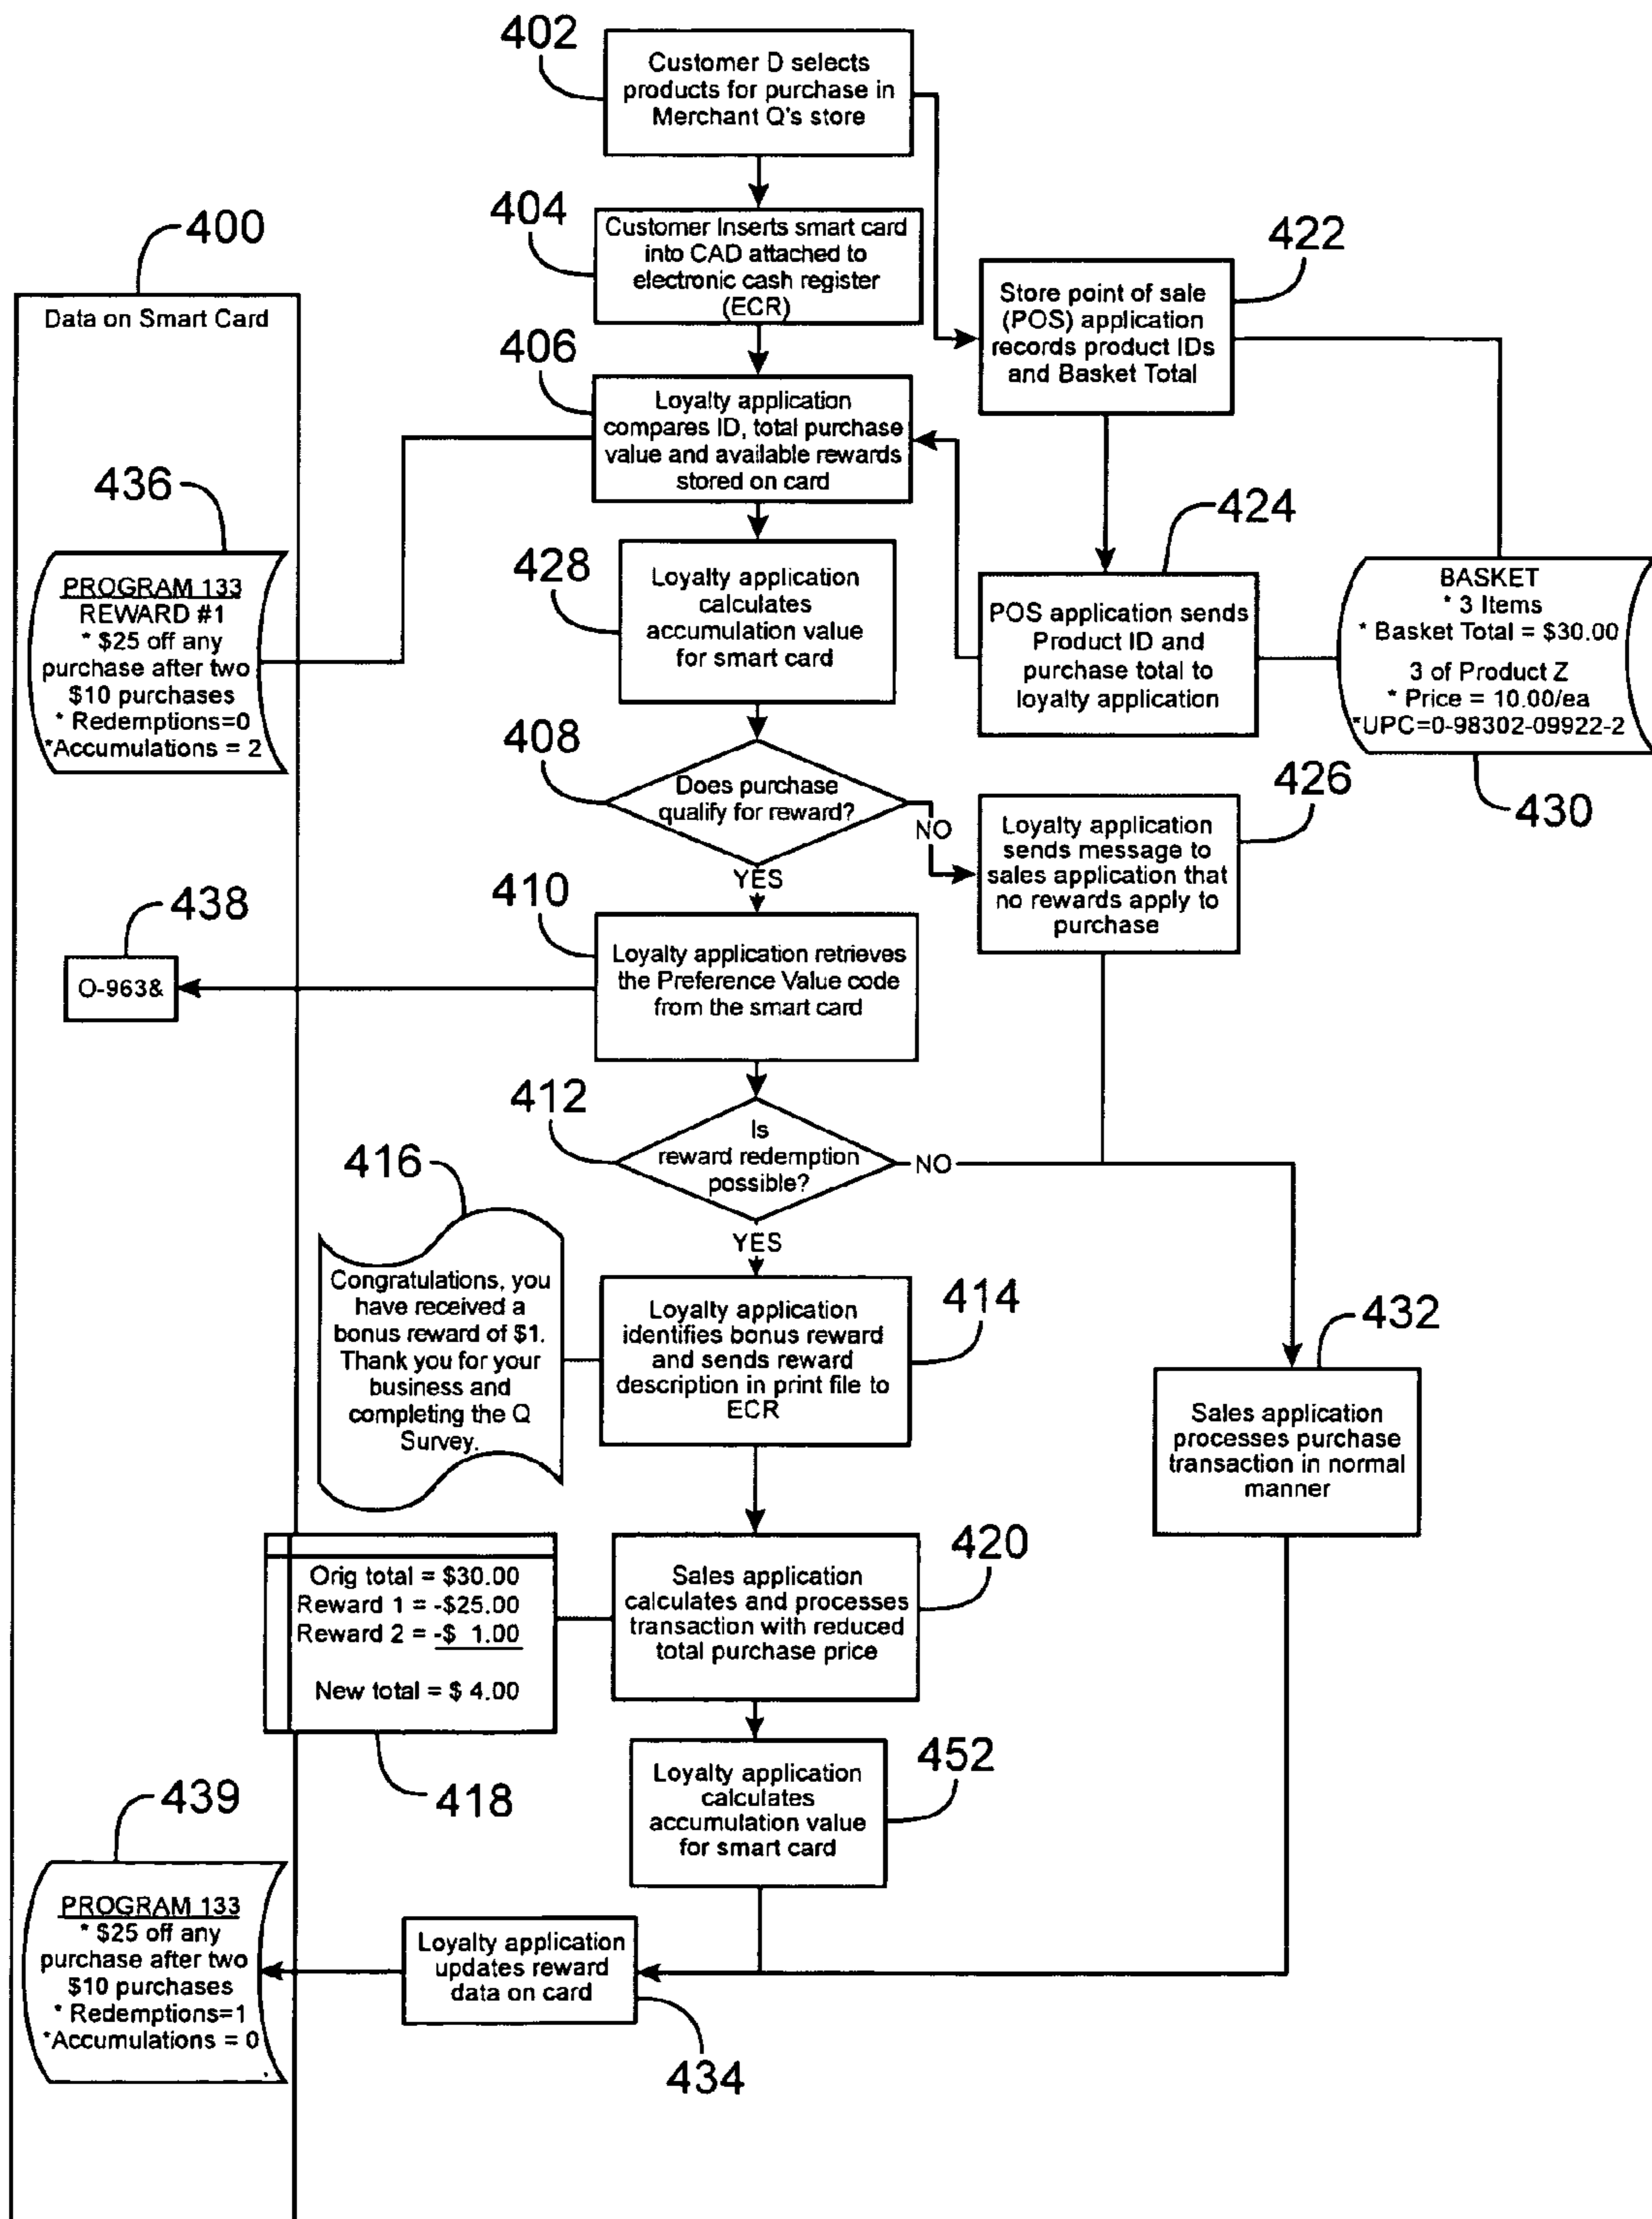 402
Customer D selects
products for purchase in
Merchant Q's store
404
Customer Inserts smart card
into CAD attached to
electronic cash register
(ECR)
400
Data on Smart Card
422
Store point of sale
(POS) application
records product IDs
and Basket Total
406
Loyalty application
compares ID, total purchase
value and available rewards
stored on card
436
PROGRAM 133
REWARD #1
* $25 off any
purchase after two
$10 purchases
* Redemptions=0
*Accumulations = 2
428
Loyalty application
calculates
accumulation value
for smart card
424
POS application sends
Product ID and
purchase total to
loyalty application
BASKET
* 3 Items
* Basket Total = $30.00
3 of Product Z
* Price = 10.00/ea
*UPC=0-98302-09922-2
430
408
Does purchase
qualify for reward?
NO
YES
426
Loyalty application
sends message to
sales application that
no rewards apply to
purchase
438
O-963&
410
Loyalty application retrieves
the Preference Value code
from the smart card
412
Is
reward redemption
possible?
NO
YES
416
Congratulations, you
have received a
bonus reward of $1.
Thank you for your
business and
completing the Q
Survey.
414
Loyalty application
identifies bonus reward
and sends reward
description in print file to
ECR
432
Sales application
processes purchase
transaction in normal
manner
Orig total = $30.00
Reward 1 = -$25.00
Reward 2 = -$ 1.00
New total = $ 4.00
418
420
Sales application
calculates and processes
transaction with reduced
total purchase price
452
Loyalty application
calculates
accumulation value
for smart card
439
PROGRAM 133
* $25 off any
purchase after two
$10 purchases
* Redemptions=1
*Accumulations = 0
Loyalty application
updates reward
data on card
434